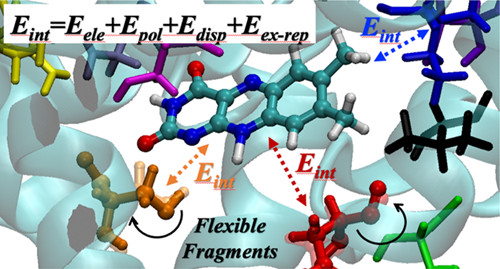 E_int=E_ele+E_pol+E_disp+E_ex-rep
E_int
E_int
E_int
Flexible
Fragments